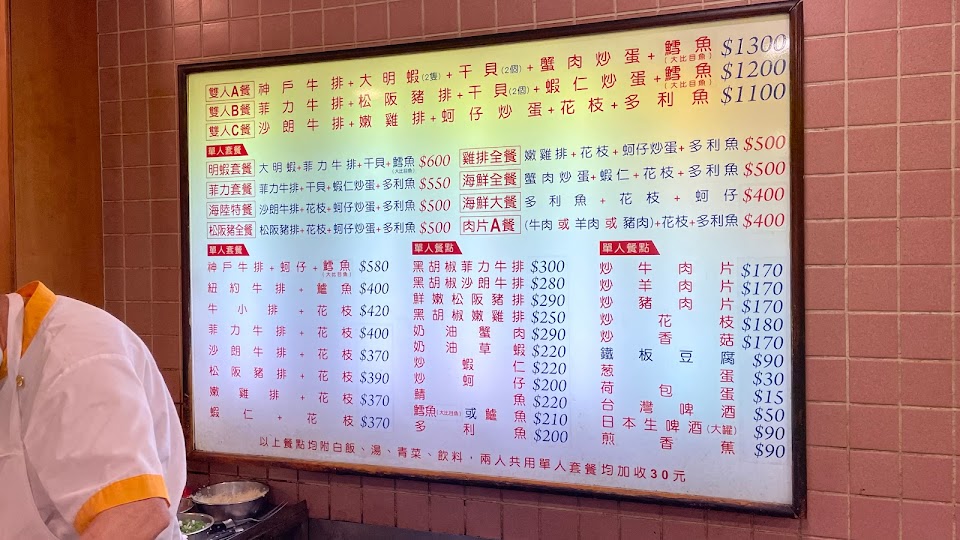 雙人A餐 神戶牛排+大明蝦(2隻)+干貝(2個)+蟹肉炒蛋+鱈魚(大比目魚) $1300
雙人B餐 菲力牛排+松阪豬排+干貝(2個)+蝦仁炒蛋+鱈魚(大比目魚) $1200
雙人C餐 沙朗牛排+嫩雞排+蚵仔炒蛋+花枝+多利魚 $1100
單人套餐
明蝦套餐 大明蝦+菲力牛排+干貝+鱈魚(大比目魚) $600
菲力套餐 菲力牛排+干貝+蝦仁炒蛋+多利魚 $550
海陸特餐 沙朗牛排+花枝+蚵仔炒蛋+多利魚 $500
松阪豬全餐 松阪豬排+花枝+蚵仔炒蛋+多利魚 $500
雞排全餐 嫩雞排+花枝+蚵仔炒蛋+多利魚 $500
海鮮全餐 蟹肉炒蛋+蝦仁+花枝+多利魚 $500
海鮮大餐 多利魚+花枝+蚵仔 $400
肉片A餐 (牛肉 或 羊肉 或 豬肉)+花枝+多利魚 $400
單人套餐
神戶牛排+蚵仔+鱈魚(大比目魚) $580
紐約牛排+鱸魚 $400
牛小排+花枝 $420
菲力牛排+花枝 $400
沙朗牛排+花枝 $370
松阪豬排+花枝 $390
嫩雞排+花枝 $370
蝦仁+花枝 $370
單人餐點
黑胡椒菲力牛排 $300
黑胡椒沙朗牛排 $280
鮮嫩松阪豬排 $290
黑胡椒嫩雞排 $250
奶油蟹肉 $290
奶油草蝦 $220
炒蝦仁 $220
炒蚵仔 $200
鯖魚 $220
鱈魚(大比目魚)或鱸魚 $210
多利魚 $200
單人餐點
炒牛肉片 $170
炒羊肉片 $170
炒豬肉片 $170
炒花枝 $180
炒香菇 $170
鐵板豆腐 $90
蔥蛋 $30
荷包蛋 $15
台灣啤酒 $50
日本生啤酒(大罐) $90
煎香蕉 $90
以上餐點均附白飯、湯、青菜、飲料，兩人共用單人套餐均加收30元